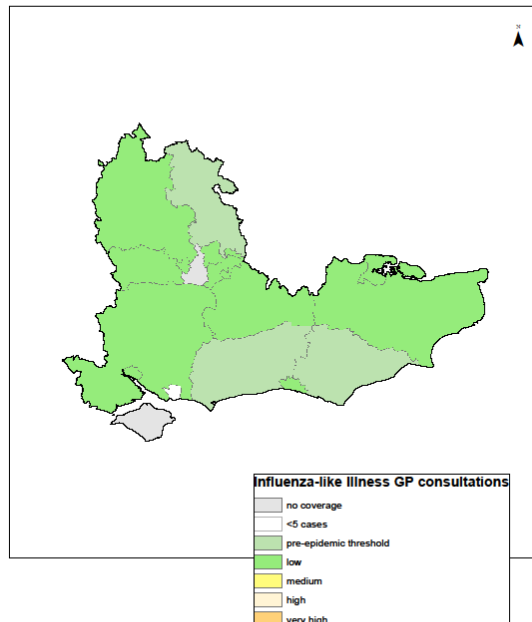 N
Influenza-like Illness GP consultations
no coverage
<5 cases
pre-epidemic threshold
low
medium
high
very high